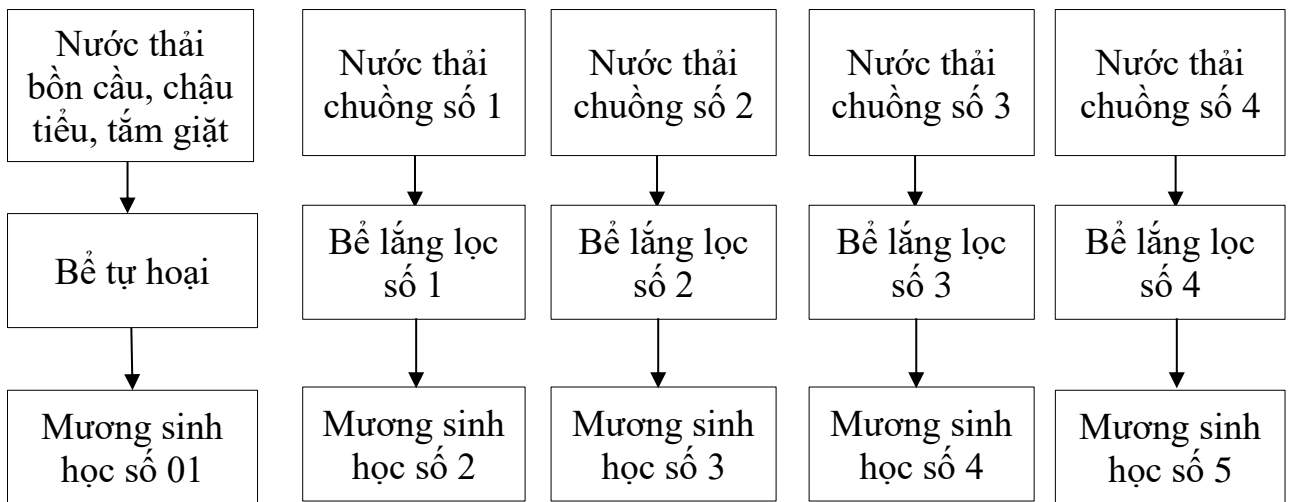 Nước thải
bồn cầu, chậu
tiểu, tắm giặt
Nước thải
chuồng số 1
Nước thải
chuồng số 2
Nước thải
chuồng số 3
Nước thải
chuồng số 4
Bể tự hoại
Bể lắng lọc
số 1
Bể lắng lọc
số 2
Bể lắng lọc
số 3
Bể lắng lọc
số 4
Mương sinh
học số 01
Mương sinh
học số 2
Mương sinh
học số 3
Mương sinh
học số 4
Mương sinh
học số 5